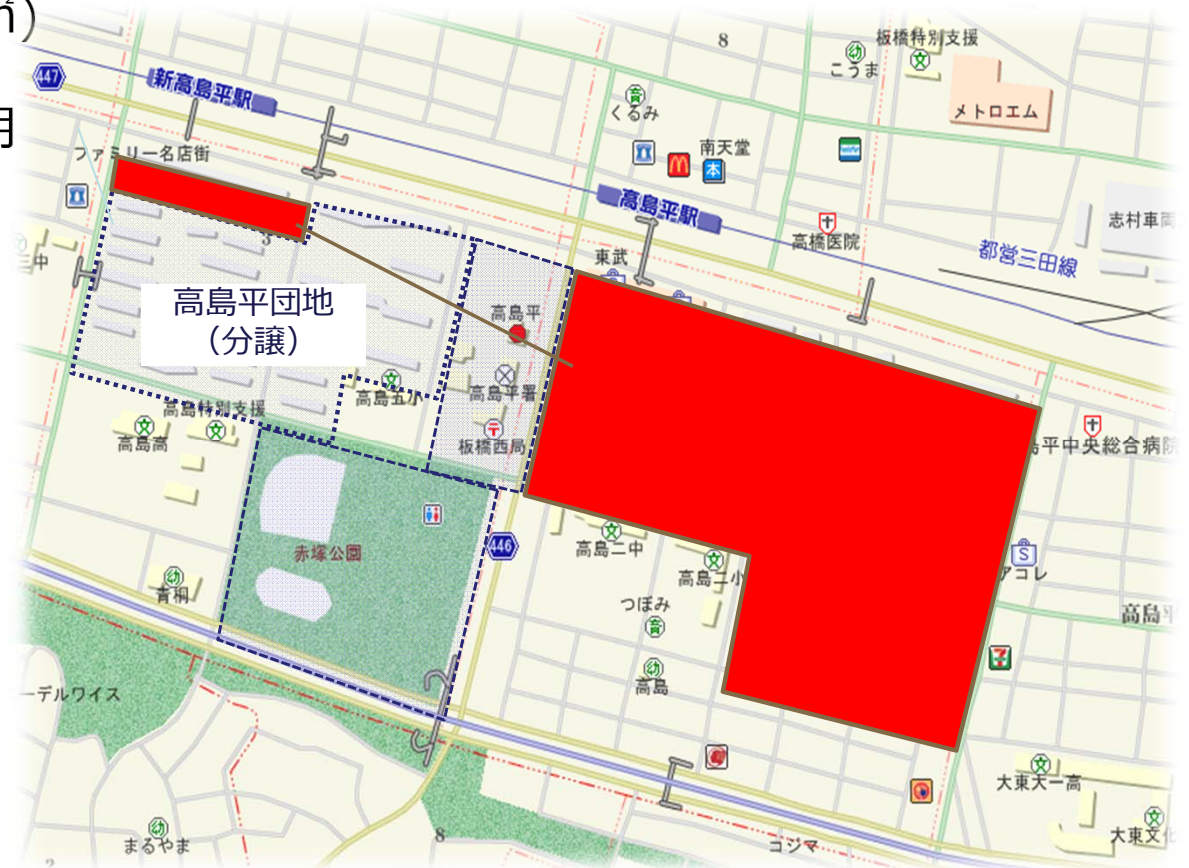 ㎡)
月
447
新高島平駅
ファミリー名店街
3
二中
高島平団地
(分譲)
高島特別支援
高島高
高島五小
高島平
高島平署
板橋西局
高島平駅
東武
くるみ
南天堂
8
こうま
板橋特別支援
メトロエム
高橋医院
志村車両
都営三田線
島平中央総合病院
アコレ
高島平
赤塚公園
446
高島二中
高島二小
つぼみ
高島
青桐
ーデルワイス
まるやま
8
2
コジマ
大東大一高
大東文化